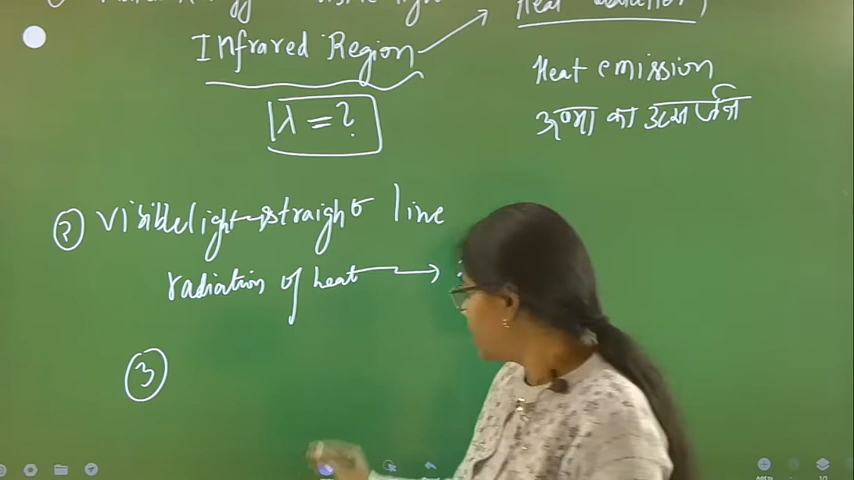 Infrared Region
Heat emission
λ = ?
ऊष्मा का उत्सर्जन
② visible light → straight line
radiation of heat →
③